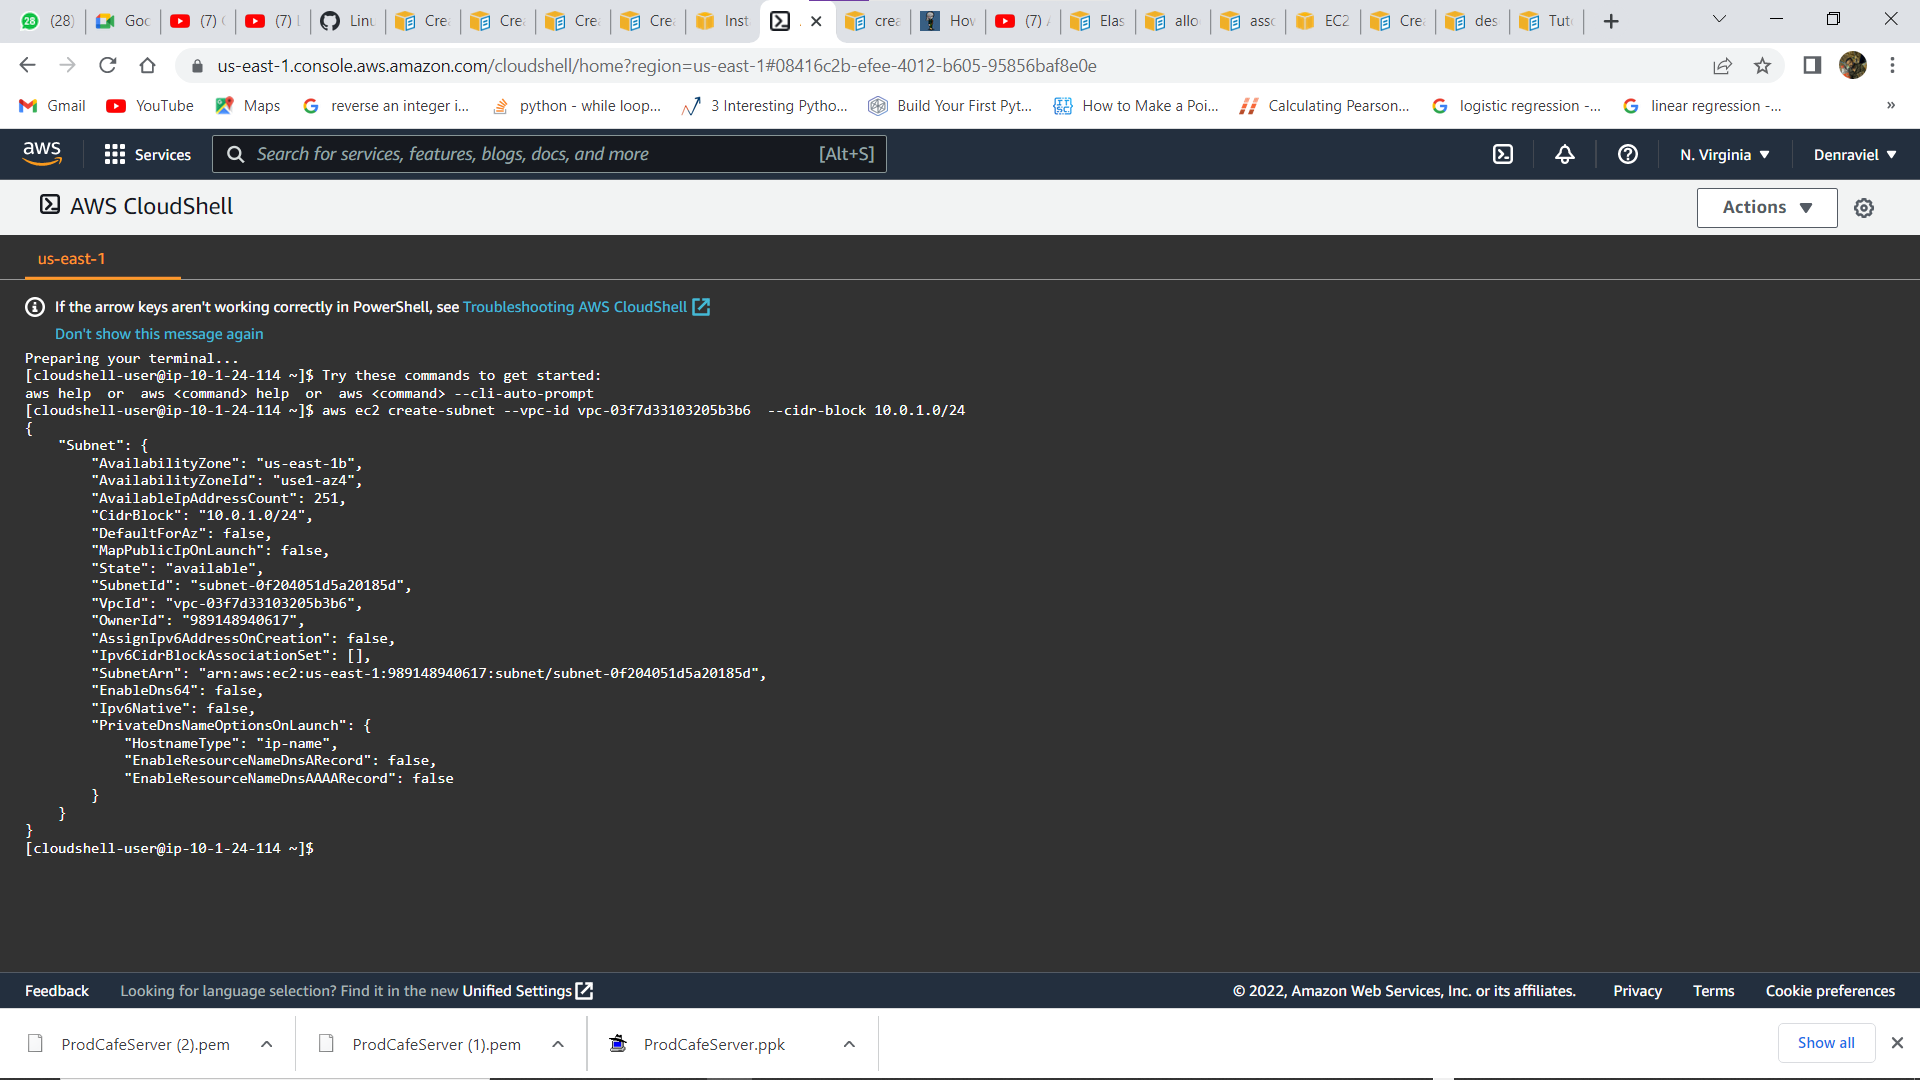 (28) Goo (7) ( (7) L Linu Crea Crea Crea Crea Inst . crea How (7) A Elas allo asso EC2 Crea des Tuto
us-east-1.console.aws.amazon.com/cloudshell/home?region=us-east-1#08416c2b-efee-4012-b605-95856baf8e0e
Gmail YouTube Maps reverse an integer i... python - while loop... 3 Interesting Pytho... Build Your First Pyt... How to Make a Poi... Calculating Pearson... logistic regression -... linear regression -... »
aws Services Search for services, features, blogs, docs, and more [Alt+S] N. Virginia ▼ Denraviel ▼
AWS CloudShell Actions ▼
us-east-1
If the arrow keys aren't working correctly in PowerShell, see Troubleshooting AWS CloudShell
Don't show this message again
Preparing your terminal...
[cloudshell-user@ip-10-1-24-114 ~]$ Try these commands to get started:
aws help  or  aws <command> help  or  aws <command> --cli-auto-prompt
[cloudshell-user@ip-10-1-24-114 ~]$ aws ec2 create-subnet --vpc-id vpc-03f7d33103205b3b6  --cidr-block 10.0.1.0/24
{
    "Subnet": {
        "AvailabilityZone": "us-east-1b",
        "AvailabilityZoneId": "use1-az4",
        "AvailableIpAddressCount": 251,
        "CidrBlock": "10.0.1.0/24",
        "DefaultForAz": false,
        "MapPublicIpOnLaunch": false,
        "State": "available",
        "SubnetId": "subnet-0f204051d5a20185d",
        "VpcId": "vpc-03f7d33103205b3b6",
        "OwnerId": "989148940617",
        "AssignIpv6AddressOnCreation": false,
        "Ipv6CidrBlockAssociationSet": [],
        "SubnetArn": "arn:aws:ec2:us-east-1:989148940617:subnet/subnet-0f204051d5a20185d",
        "EnableDns64": false,
        "Ipv6Native": false,
        "PrivateDnsNameOptionsOnLaunch": {
            "HostnameType": "ip-name",
            "EnableResourceNameDnsARecord": false,
            "EnableResourceNameDnsAAAARecord": false
        }
    }
}
[cloudshell-user@ip-10-1-24-114 ~]$
Feedback Looking for language selection? Find it in the new Unified Settings © 2022, Amazon Web Services, Inc. or its affiliates. Privacy Terms Cookie preferences
ProdCafeServer (2).pem ProdCafeServer (1).pem ProdCafeServer.ppk Show all